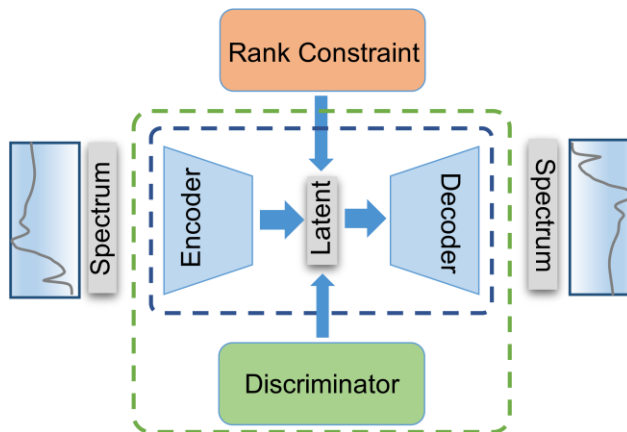 Rank Constraint
Spectrum
Encoder
Latent
Decoder
Spectrum
Discriminator